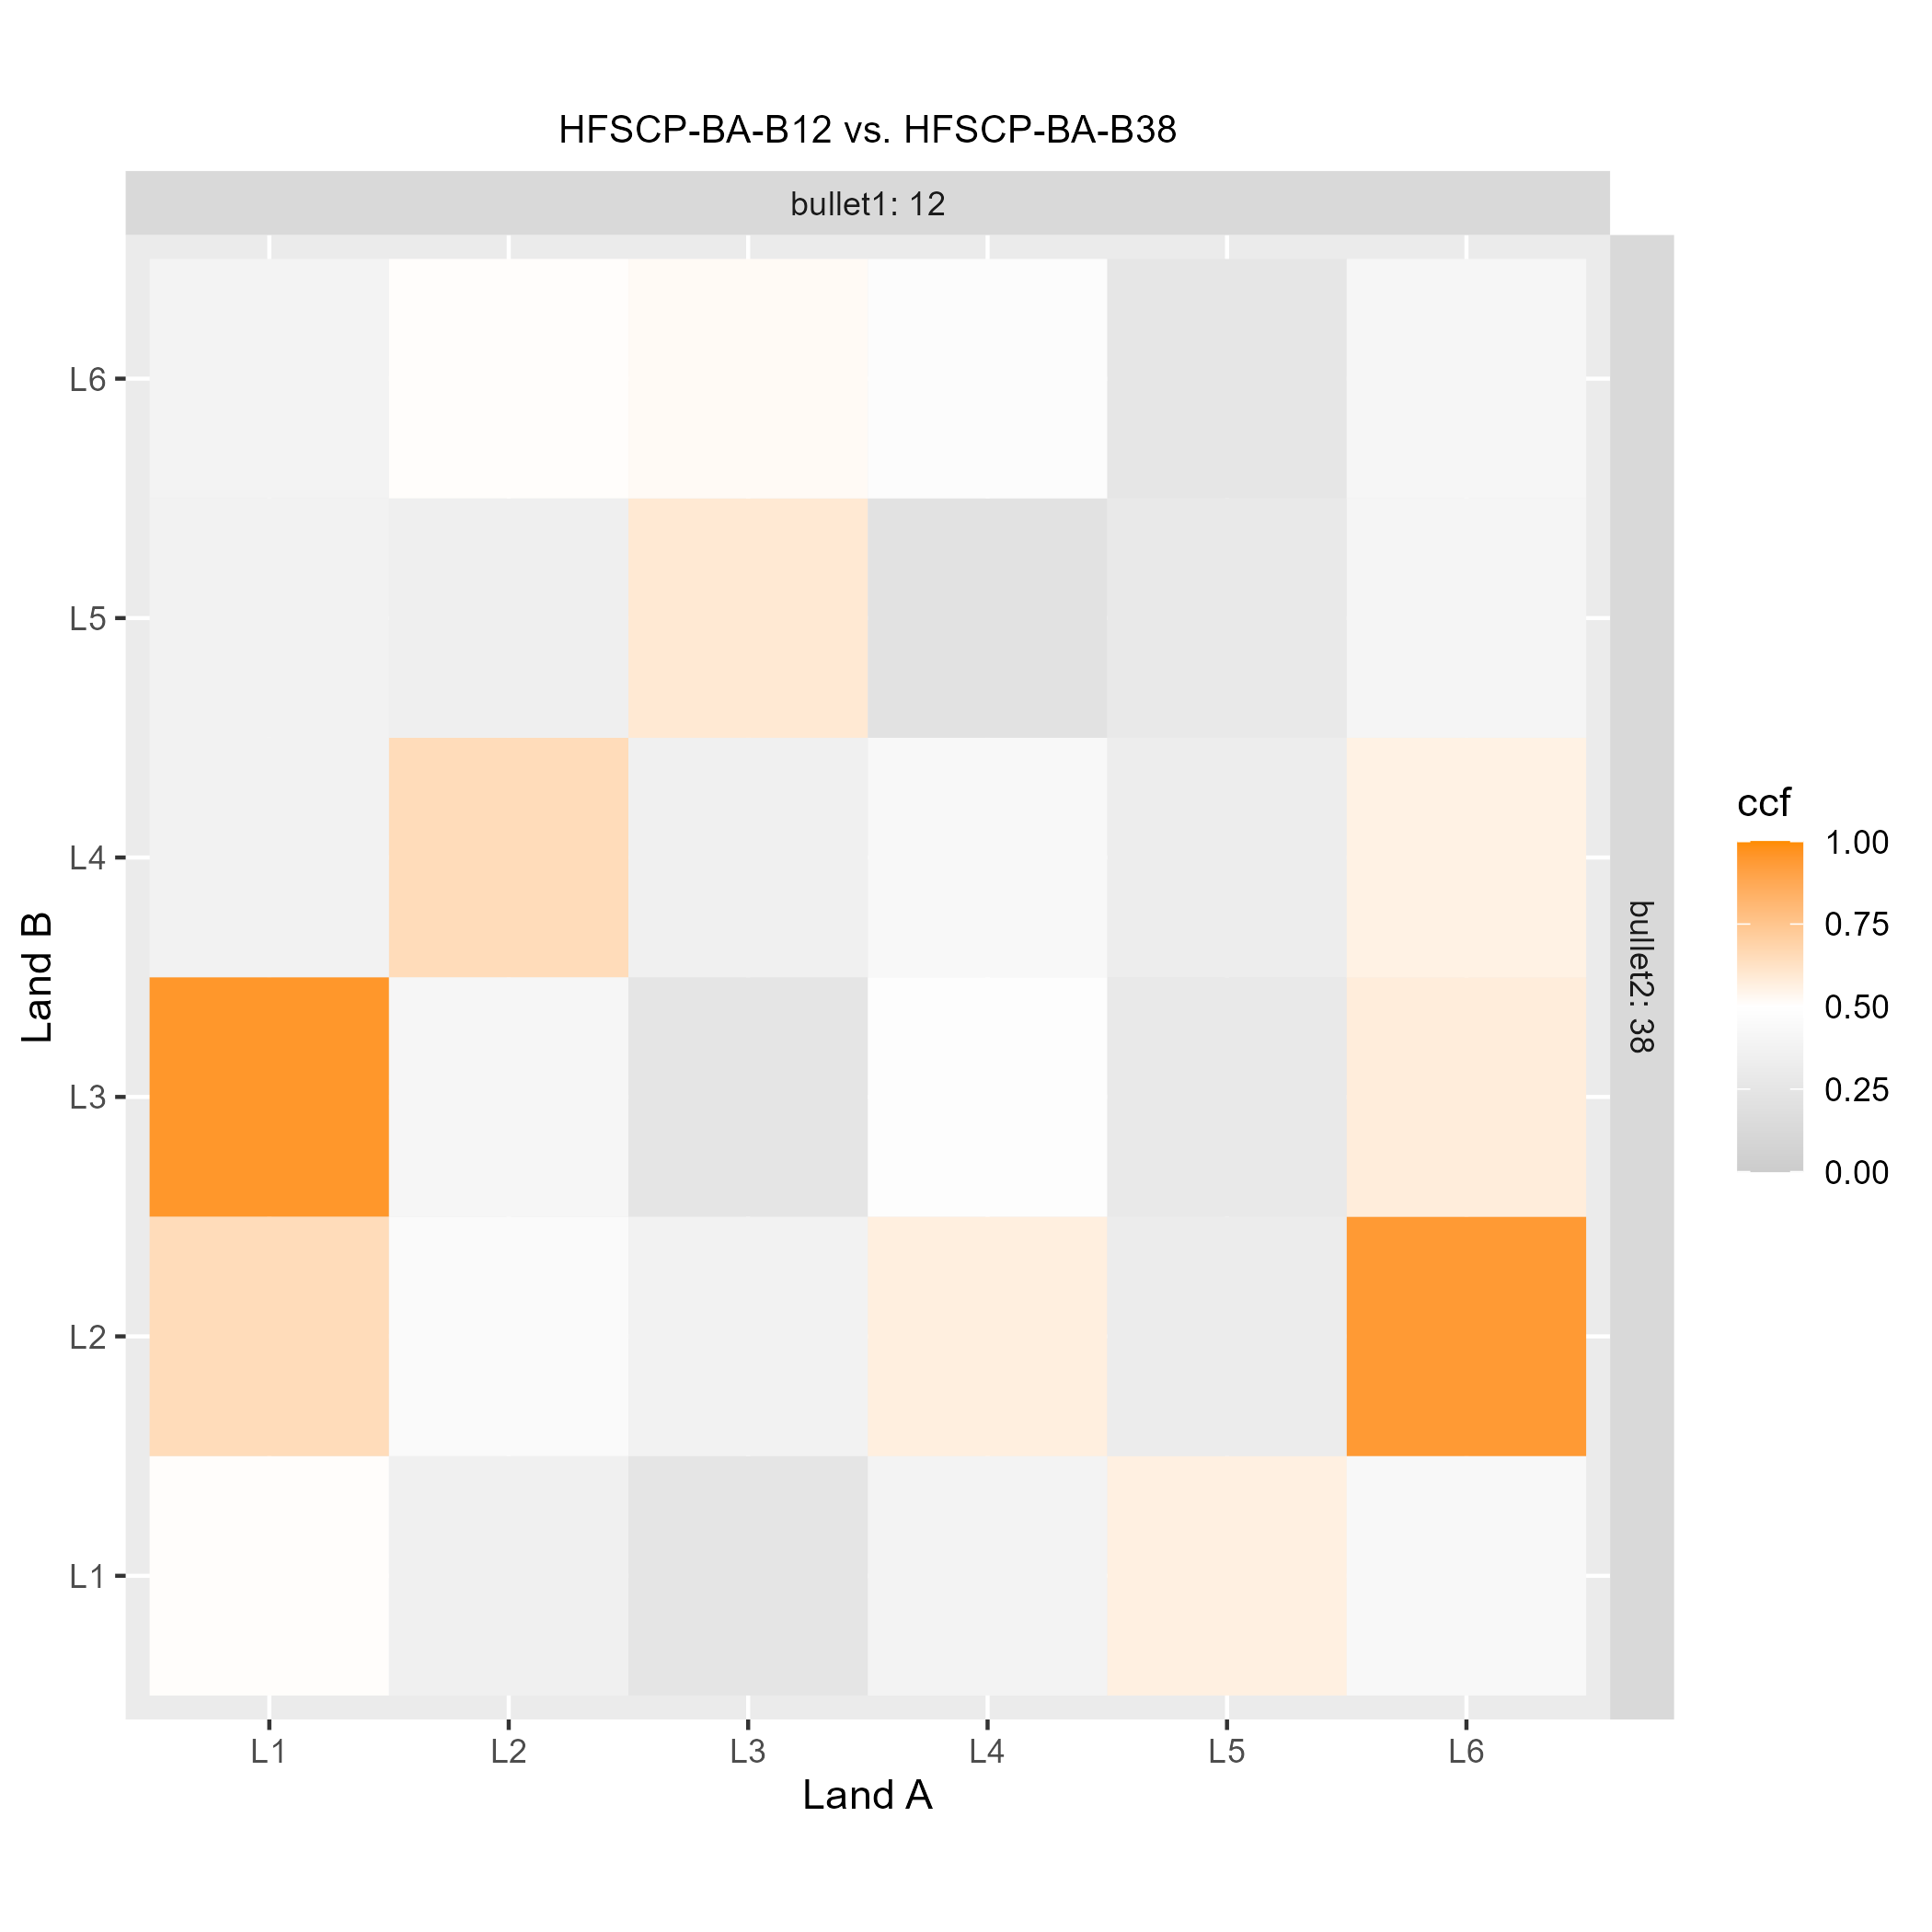 HFSCP-BA-B12 vs. HFSCP-BA-B38
bullet1: 12
L6
L5
L4
L3
L2
L1
Land B
bullet2: 38
ccf
1.00
0.75
0.50
0.25
0.00
L1 L2 L3 L4 L5 L6
Land A